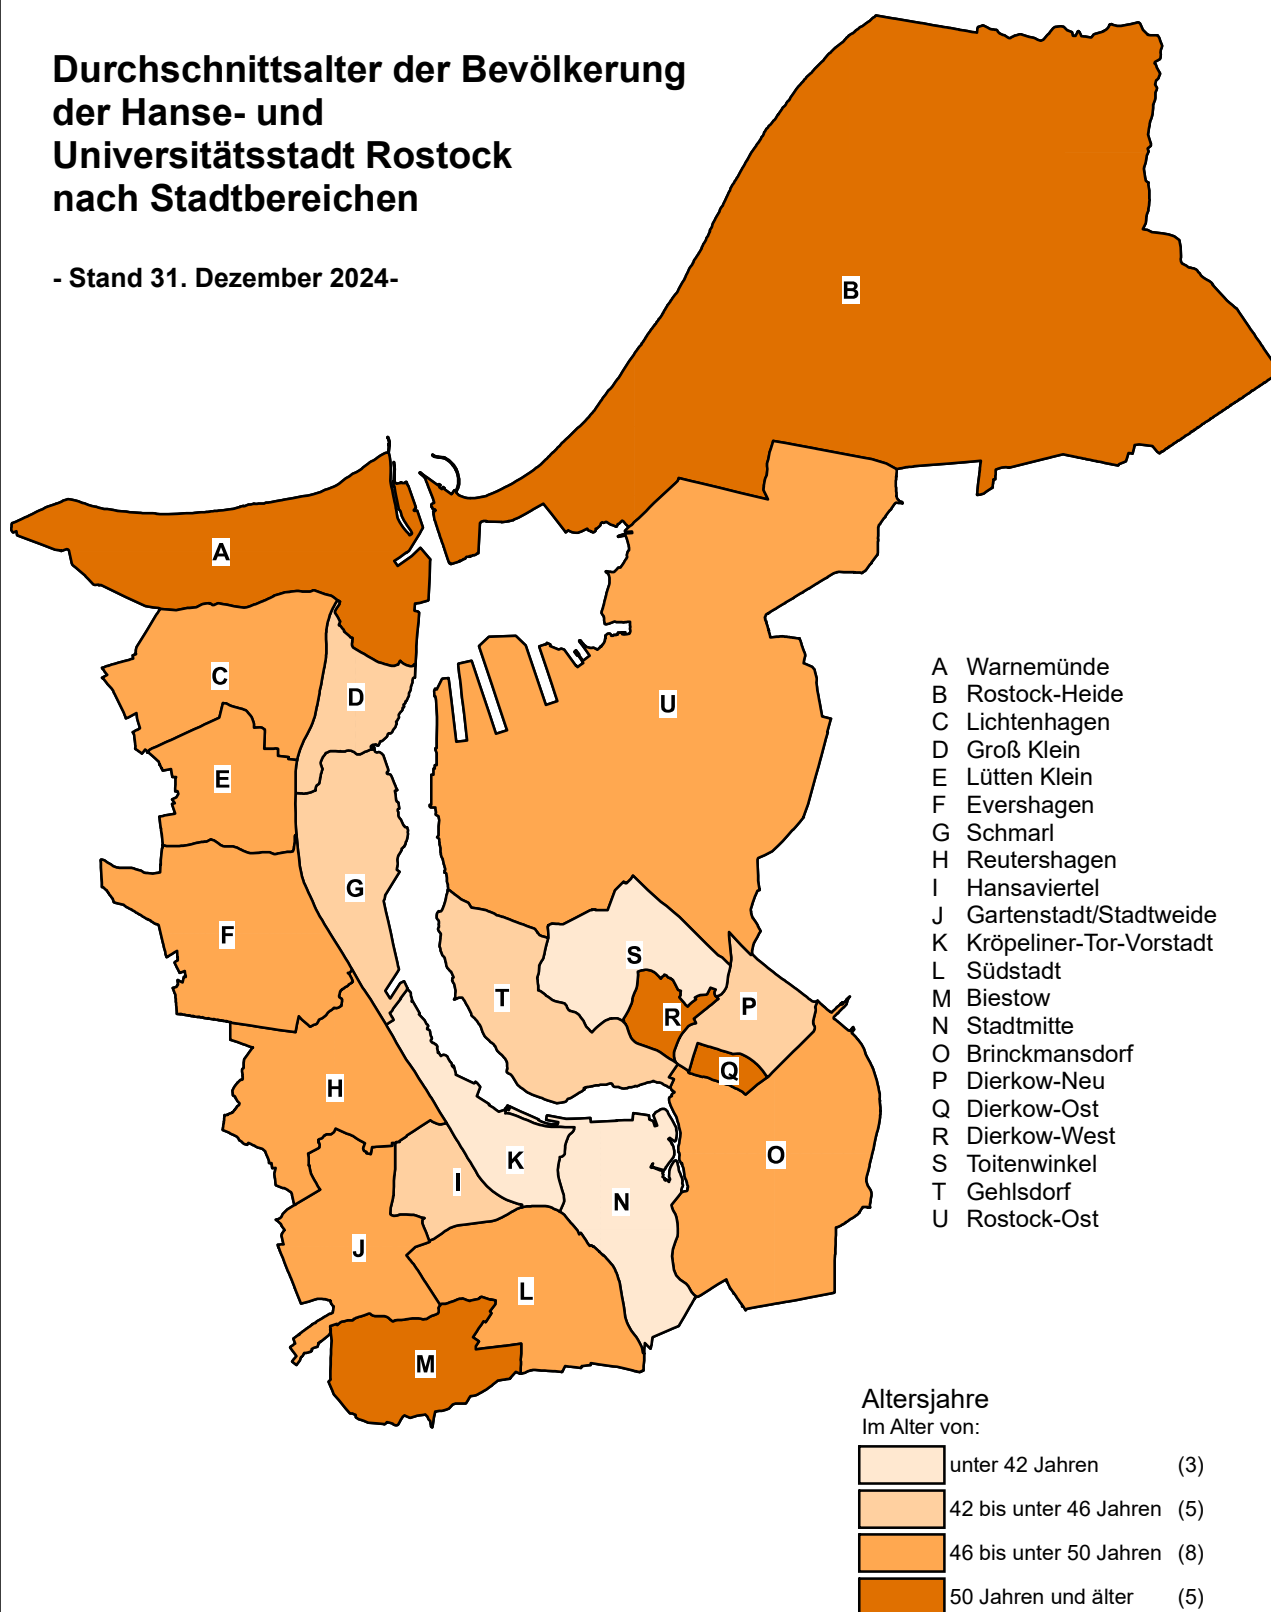 Durchschnittsalter der Bevölkerung
der Hanse- und
Universitätsstadt Rostock
nach Stadtbereichen
- Stand 31. Dezember 2024-
B
A
C
D
U
E
G
F
S
T
R
P
Q
H
O
K
I
N
J
L
M
A Warnemünde
B Rostock-Heide
C Lichtenhagen
D Groß Klein
E Lütten Klein
F Evershagen
G Schmarl
H Reutershagen
I Hansaviertel
J Gartenstadt/Stadtweide
K Kröpeliner-Tor-Vorstadt
L Südstadt
M Biestow
N Stadtmitte
O Brinckmansdorf
P Dierkow-Neu
Q Dierkow-Ost
R Dierkow-West
S Toitenwinkel
T Gehlsdorf
U Rostock-Ost
Altersjahre
Im Alter von:
unter 42 Jahren (3)
42 bis unter 46 Jahren (5)
46 bis unter 50 Jahren (8)
50 Jahren und älter (5)